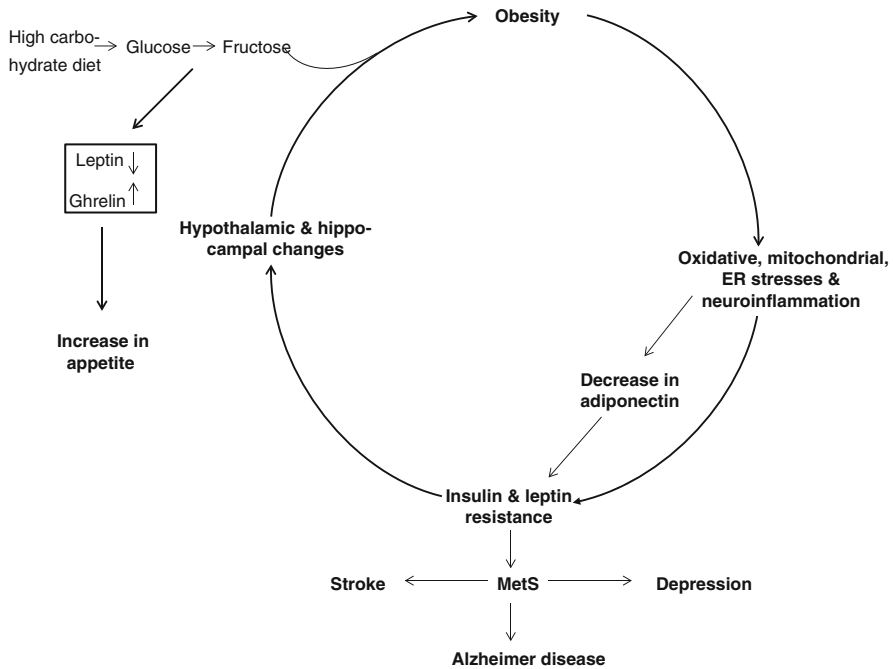 Obesity
High carbo-
hydrate diet
Glucose
Fructose
Leptin
Ghrelin
Hypothalamic & hippo-
campal changes
Oxidative, mitochondrial,
ER stresses &
neuroinflammation
Increase in
appetite
Decrease in
adiponectin
Insulin & leptin
resistance
Stroke
MetS
Depression
Alzheimer disease